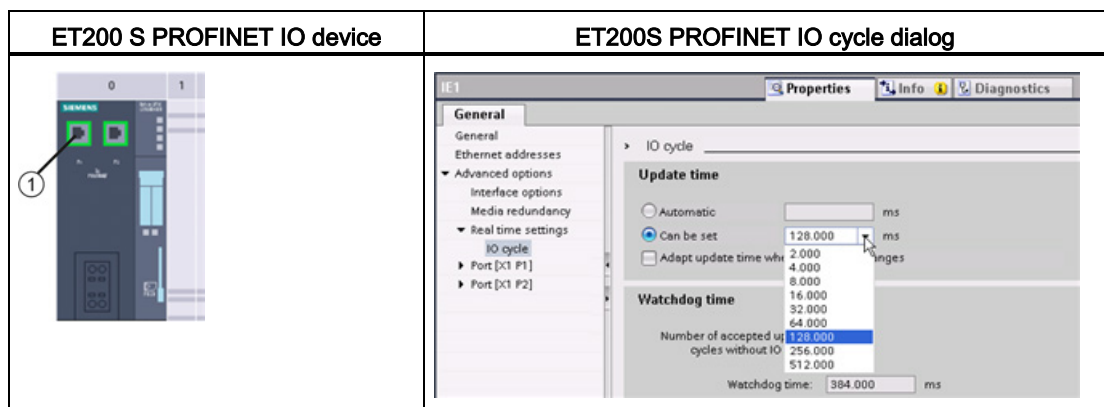 ET200 S PROFINET IO device
ET200S PROFINET IO cycle dialog
0 1
SIEMENS
1
IE1
Properties
Info
Diagnostics
General
General
Ethernet addresses
Advanced options
Interface options
Media redundancy
Real time settings
IO cycle
Port [X1 P1]
Port [X1 P2]
IO cycle
Update time
Automatic ms
Can be set 128.000 ms
Adapt update time
2.000
4.000
8.000
16.000
32.000
64.000
128.000
256.000
512.000
Watchdog time
Number of accepted
cycles without IO
Watchdog time: 384.000 ms